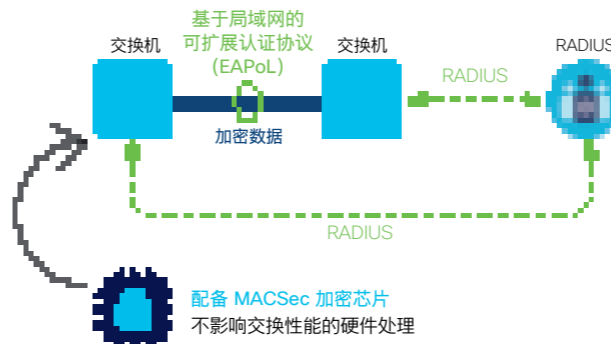 基于局域网的
可扩展认证协议
(EAPoL)
交换机
交换机
RADIUS
RADIUS
加密数据
RADIUS
配备 MACSec 加密芯片
不影响交换性能的硬件处理